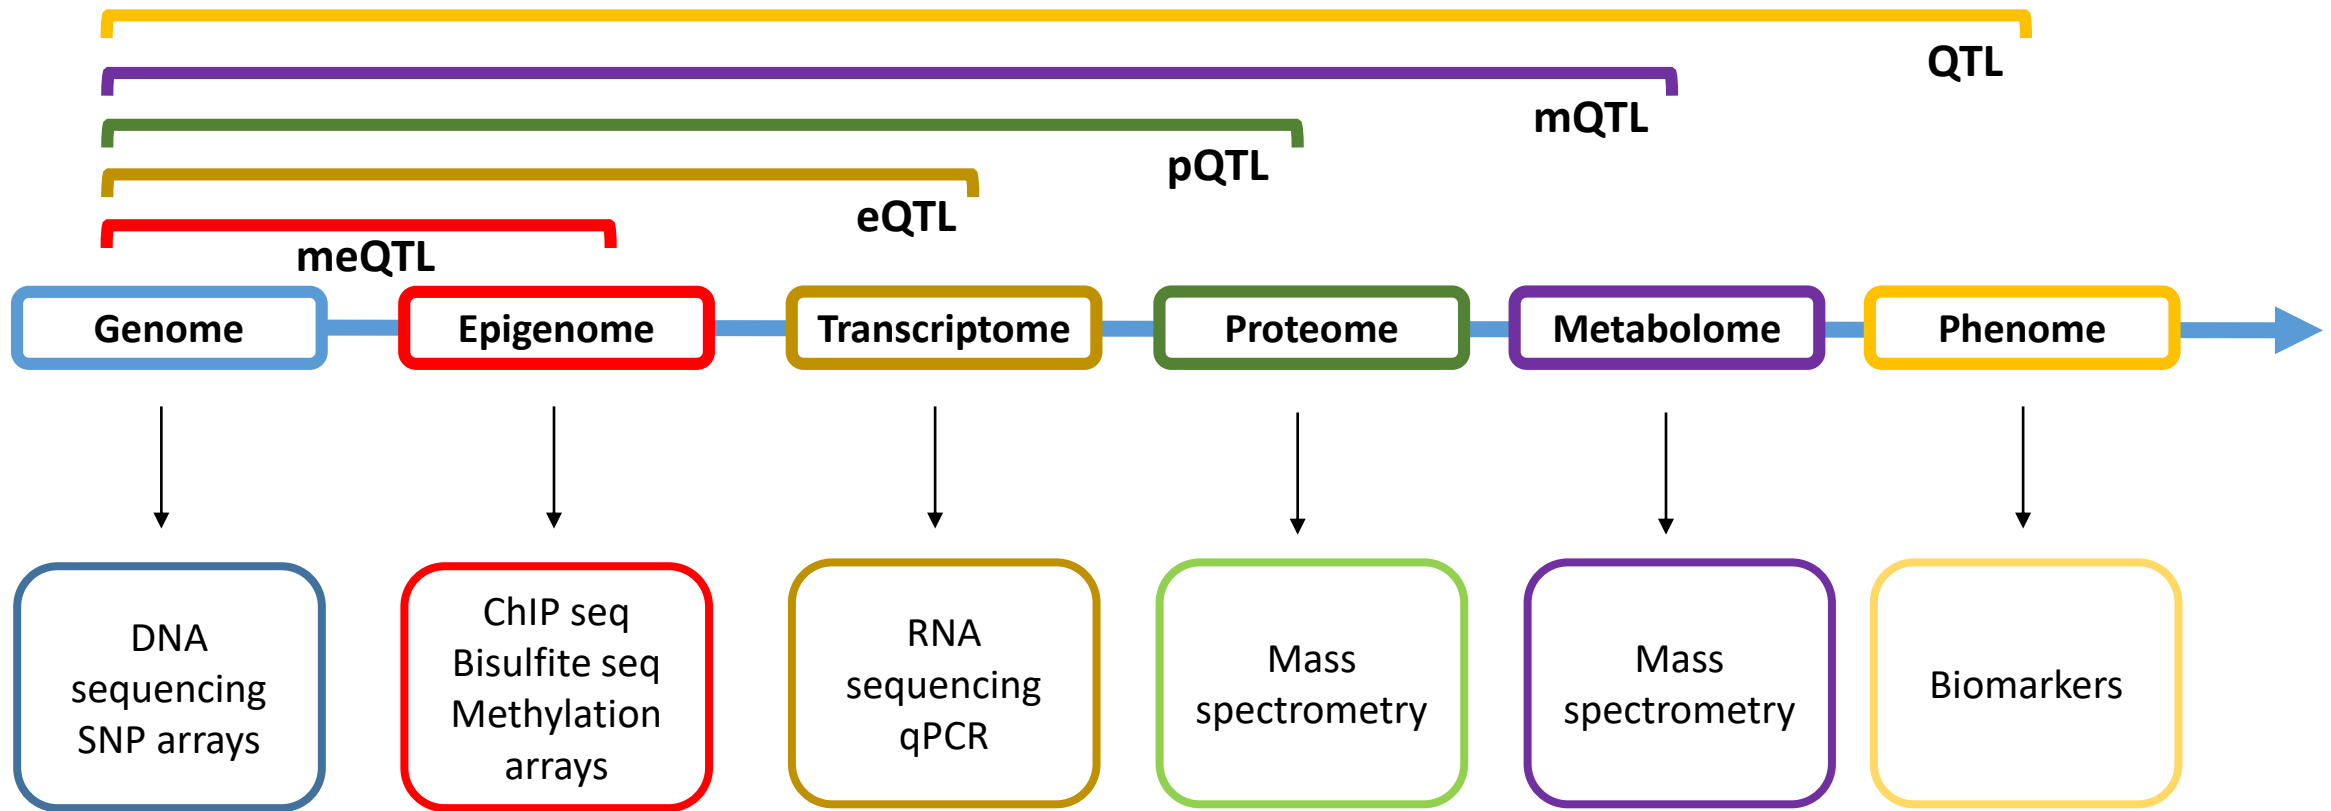 QTL
mQTL
pQTL
eQTL
meQTL
Genome
Epigenome
Transcriptome
Proteome
Metabolome
Phenome
DNA
sequencing
SNP arrays
ChIP seq
Bisulfite seq
Methylation
arrays
RNA
sequencing
qPCR
Mass
spectrometry
Mass
spectrometry
Biomarkers